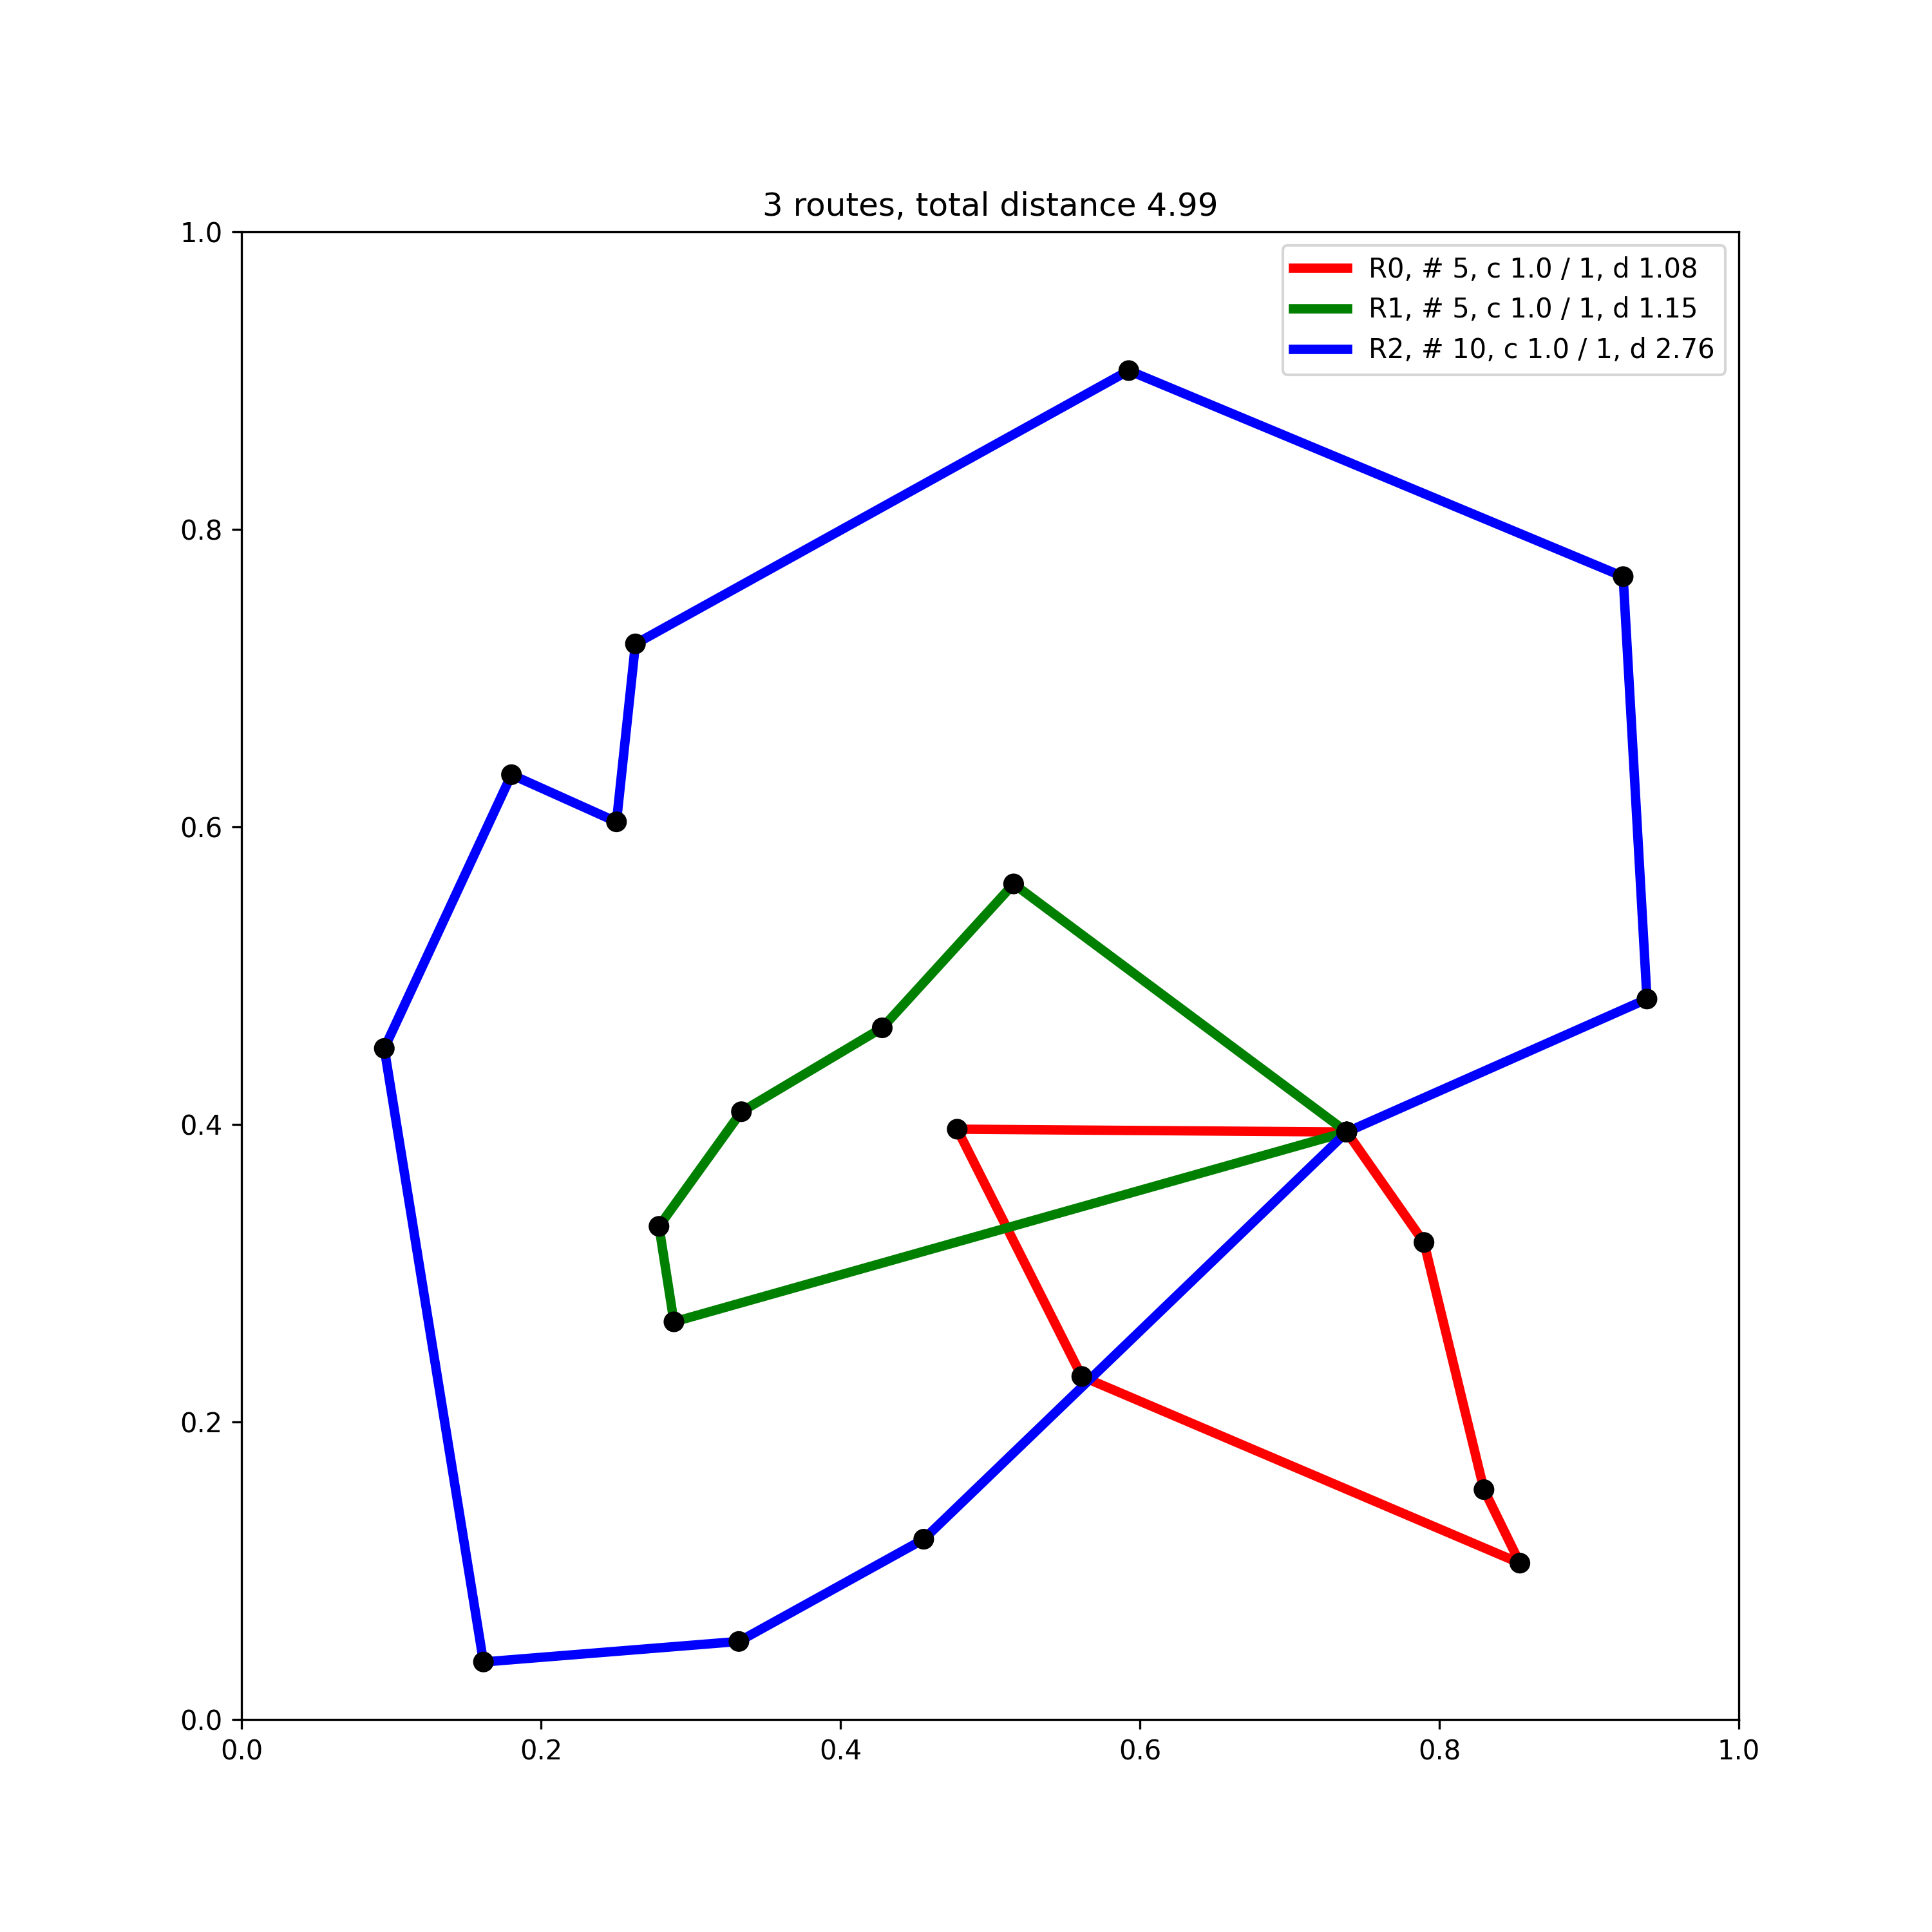 3 routes, total distance 4.99
R0, # 5, c 1.0 / 1, d 1.08
R1, # 5, c 1.0 / 1, d 1.15
R2, # 10, c 1.0 / 1, d 2.76
1.0
0.8
0.6
0.4
0.2
0.0
0.0 0.2 0.4 0.6 0.8 1.0